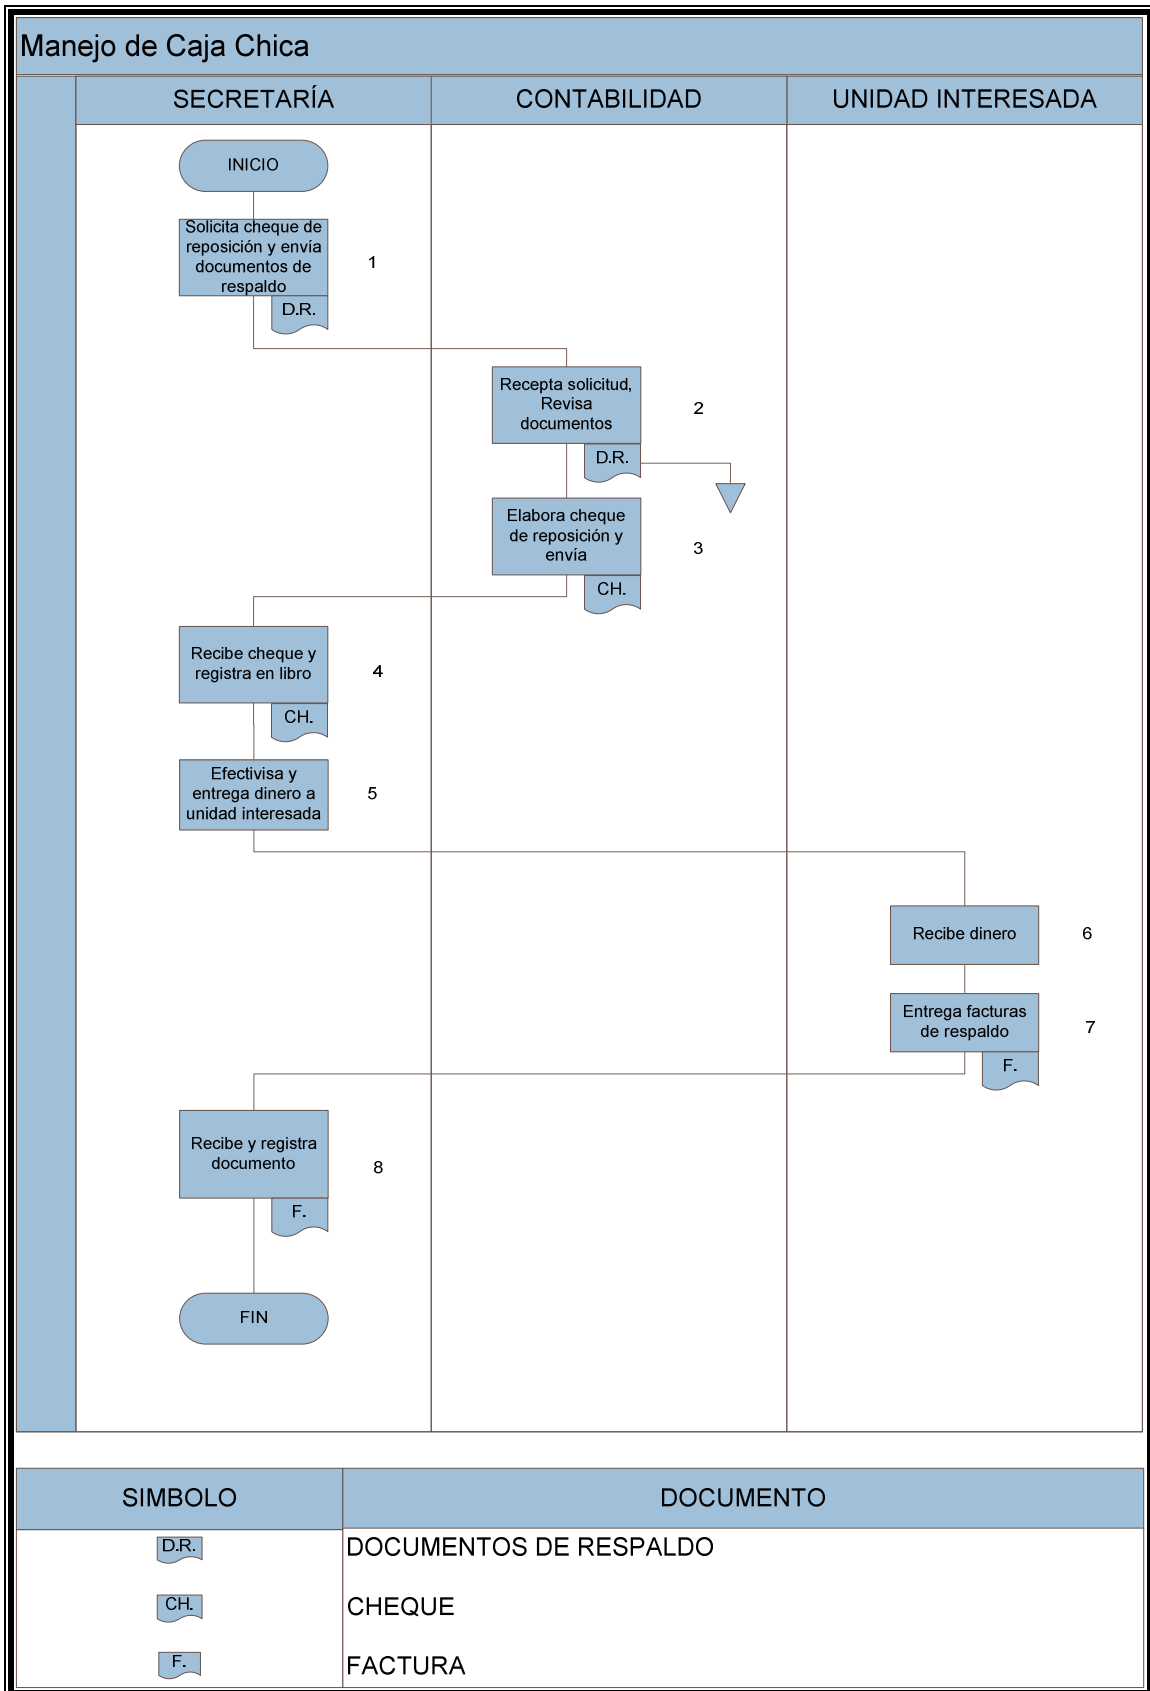 Manejo de Caja Chica
SECRETARÍA
CONTABILIDAD
UNIDAD INTERESADA
INICIO
Solicita cheque de
reposición y envía
documentos de
respaldo
1
D.R.
Recepta solicitud,
Revisa
documentos
2
D.R.
Elabora cheque
de reposición y
envía
3
CH.
Recibe cheque y
registra en libro
4
CH.
Efectivisa y
entrega dinero a
unidad interesada
5
Recibe dinero
6
Entrega facturas
de respaldo
7
F.
Recibe y registra
documento
8
F.
FIN
SIMBOLO
DOCUMENTO
D.R.
DOCUMENTOS DE RESPALDO
CH.
CHEQUE
F.
FACTURA